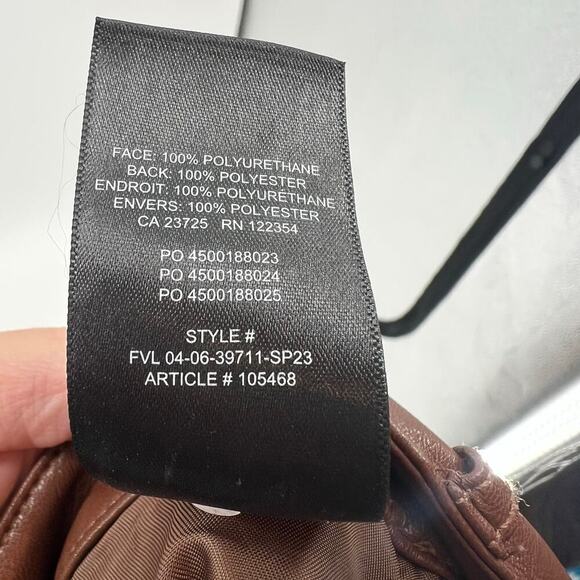 FACE: 100% POLYURETHANE
BACK: 100% POLYESTER
ENDROIT: 100% POLYURÉTHANE
ENVERS: 100% POLYESTER
CA 23725 RN 122354
PO 4500188023
PO 4500188024
PO 4500188025
STYLE #
FVL 04-06-39711-SP23
ARTICLE # 105468